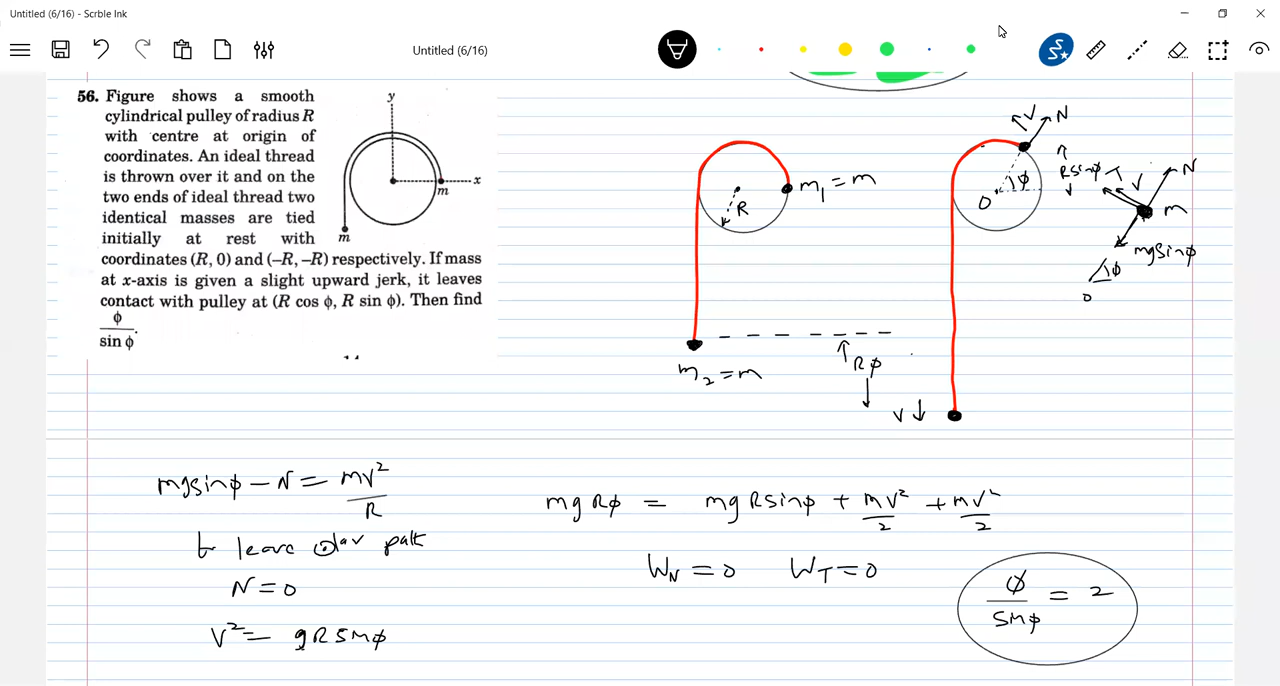 Untitled (6/16) - Scrble Ink
Untitled (6/16)
56. Figure shows a smooth
cylindrical pulley of radius R
with centre at origin of
coordinates. An ideal thread
is thrown over it and on the
two ends of ideal thread two
identical masses are tied
initially at rest with
coordinates (R, 0) and (–R, –R) respectively. If mass
at x-axis is given a slight upward jerk, it leaves
contact with pulley at (R cos ϕ, R sin ϕ). Then find
ϕ
sin ϕ.
y
x
m
m
R
m₁ = m
m₂ = m
Rϕ
V
V
N
O
ϕ
Rsinϕ
T
V
N
m
mgsinϕ
ϕ
0
mgsinϕ – N = mv²/R
to leave path
N = 0
V² = gRsinϕ
mgRϕ = mgRsinϕ + mv²/2 + mv²/2
W_N = 0 W_T = 0
ϕ/sinϕ = 2